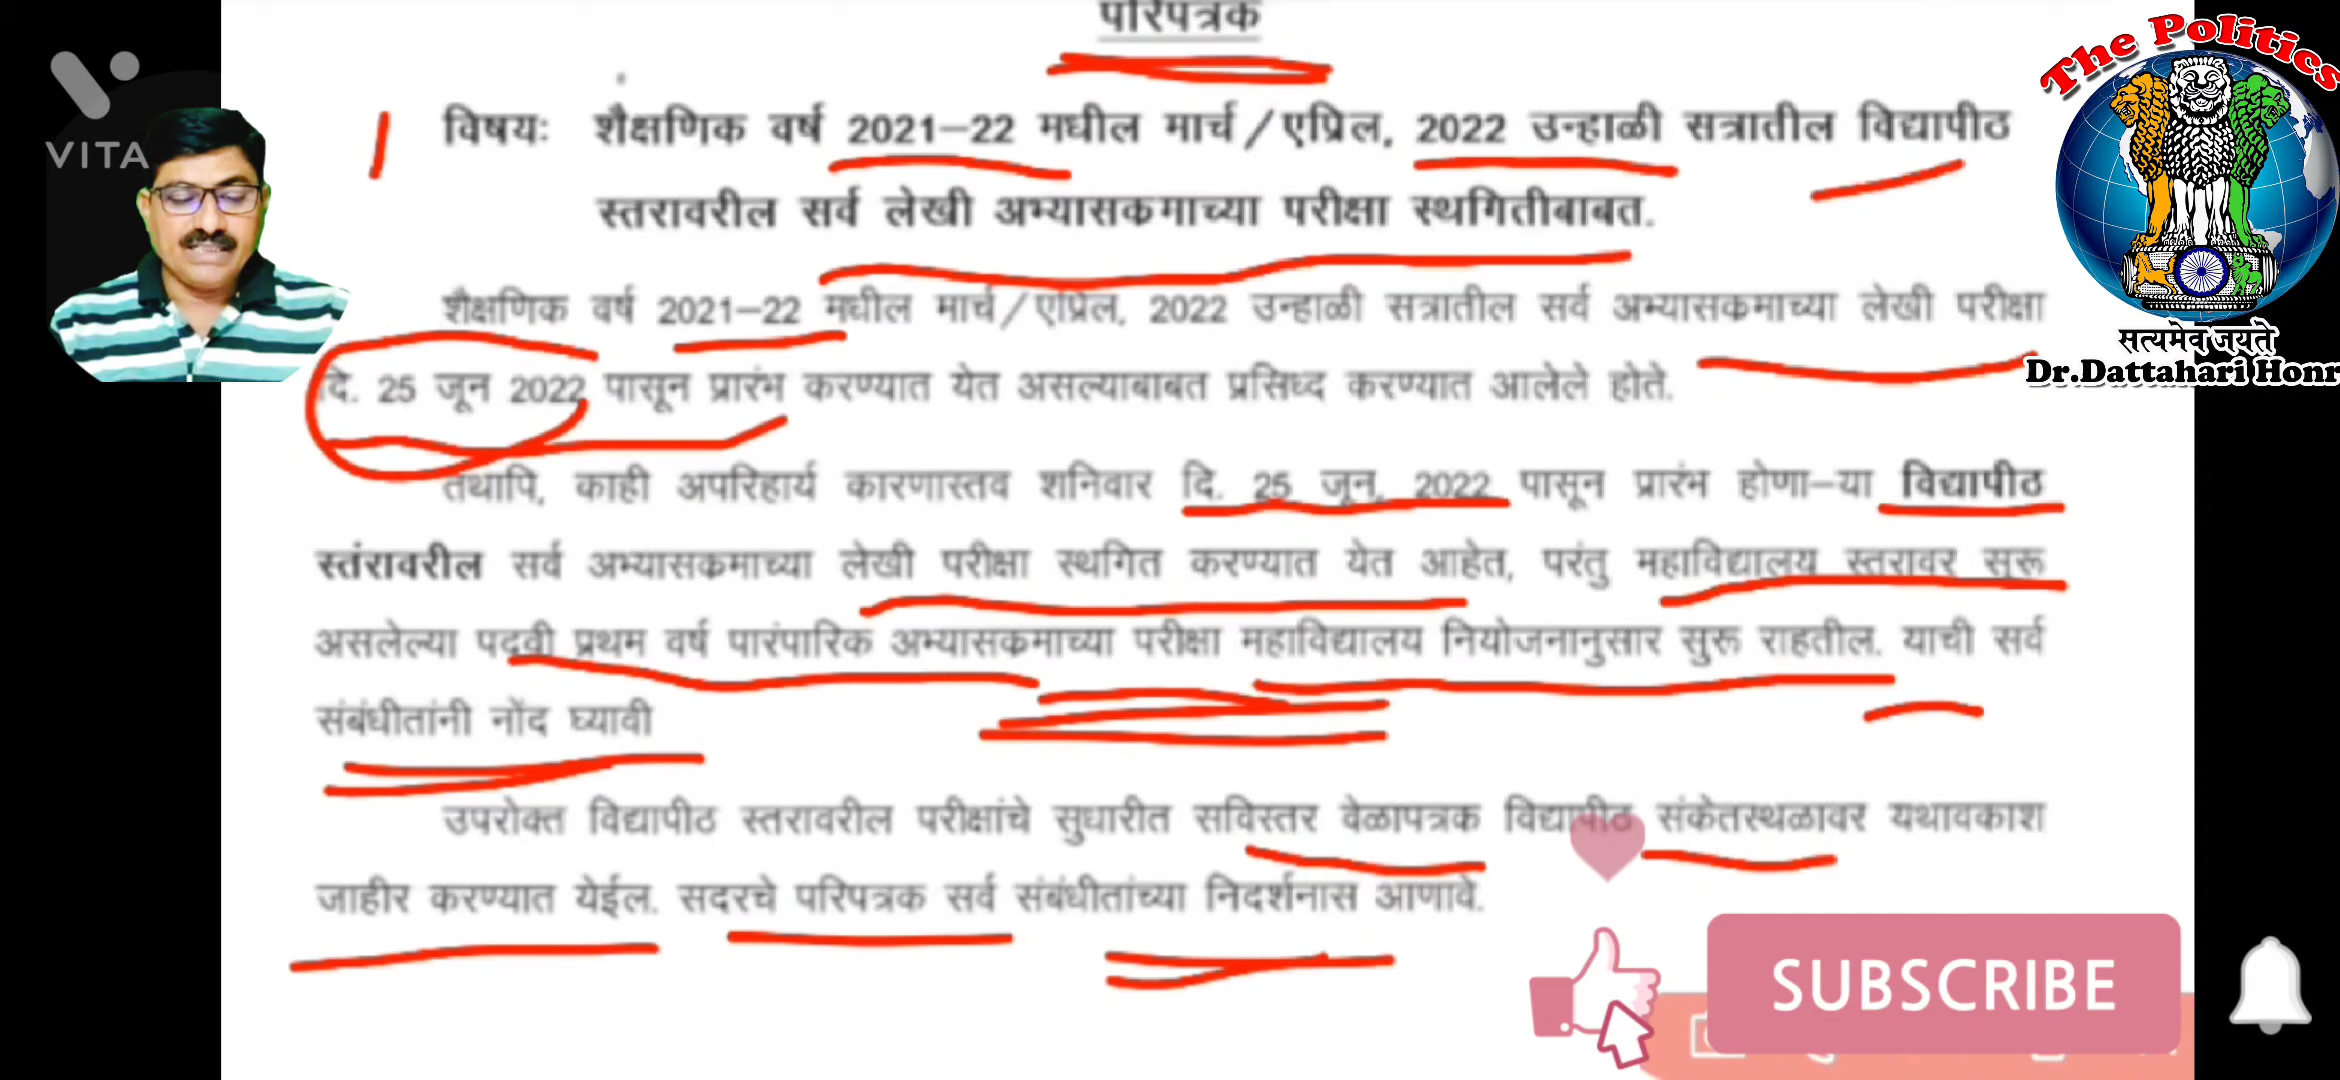 परिपत्रक
VITA
The Politics
विषयः शैक्षणिक वर्ष 2021–22 मधील मार्च/एप्रिल, 2022 उन्हाळी सत्रातील विद्यापीठ
स्तरावरील सर्व लेखी अभ्यासक्रमाच्या परीक्षा स्थगितीबाबत.
शैक्षणिक वर्ष 2021–22 मधील मार्च/एप्रिल, 2022 उन्हाळी सत्रातील सर्व अभ्यासक्रमाच्या लेखी परीक्षा
दि. 25 जून 2022 पासून प्रारंभ करण्यात येत असल्याबाबत प्रसिध्द करण्यात आलेले होते.
सत्यमेव जयते
Dr.Dattahari Honr
तथापि, काही अपरिहार्य कारणास्तव शनिवार दि. 25 जून, 2022 पासून प्रारंभ होणा–या विद्यापीठ
स्तंरावरील सर्व अभ्यासक्रमाच्या लेखी परीक्षा स्थगित करण्यात येत आहेत, परंतु महाविद्यालय स्तरावर सुरू
असलेल्या पदवी प्रथम वर्ष पारंपारिक अभ्यासक्रमाच्या परीक्षा महाविद्यालय नियोजनानुसार सुरू राहतील. याची सर्व
संबंधीतांनी नोंद घ्यावी
उपरोक्त विद्यापीठ स्तरावरील परीक्षांचे सुधारीत सविस्तर वेळापत्रक विद्यापीठ संकेतस्थळावर यथावकाश
जाहीर करण्यात येईल. सदरचे परिपत्रक सर्व संबंधीतांच्या निदर्शनास आणावे.
SUBSCRIBE